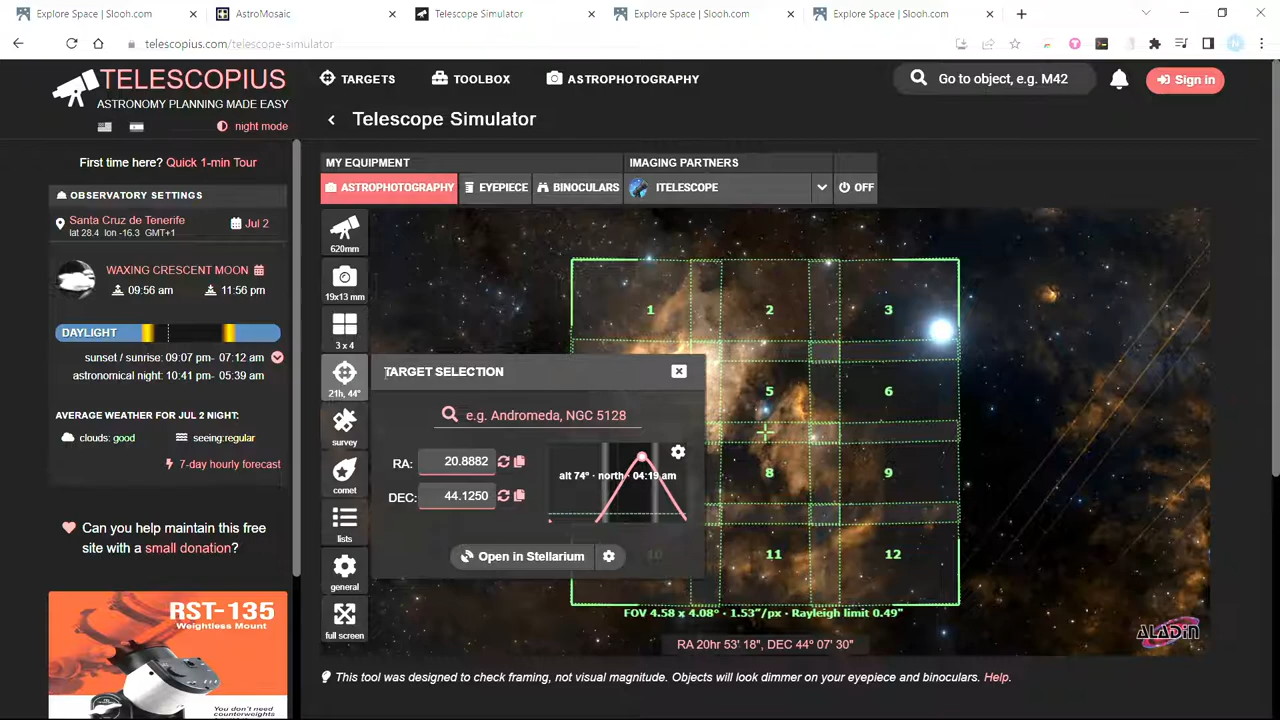 Explore Space | Slooh.com × AstroMosaic × Telescope Simulator × Explore Space | Slooh.com × Explore Space | Slooh.com × +
telescopius.com/telescope-simulator
TELESCOPIUS
ASTRONOMY PLANNING MADE EASY
night mode
TARGETS TOOLBOX ASTROPHOTOGRAPHY
Go to object, e.g. M42
Sign in
Telescope Simulator
First time here? Quick 1-min Tour
OBSERVATORY SETTINGS
Santa Cruz de Tenerife
lat 28.4 lon -16.3 GMT+1
Jul 2
WAXING CRESCENT MOON
09:56 am 11:56 pm
DAYLIGHT
sunset / sunrise: 09:07 pm- 07:12 am
astronomical night: 10:41 pm- 05:39 am
AVERAGE WEATHER FOR JUL 2 NIGHT:
clouds: good seeing:regular
7-day hourly forecast
Can you help maintain this free
site with a small donation?
RST-135
Weightless Mount
You don't need
MY EQUIPMENT IMAGING PARTNERS
ASTROPHOTOGRAPHY EYEPIECE BINOCULARS ITELESCOPE OFF
620mm
19x13 mm
3 x 4
21h, 44°
survey
comet
lists
general
full screen
1 2 3
5 6
8 9
10 11 12
TARGET SELECTION
e.g. Andromeda, NGC 5128
RA: 20.8882
DEC: 44.1250
alt 74° · north · 04:19 am
Open in Stellarium
FOV 4.58 x 4.08° · 1.53"/px · Rayleigh limit 0.49"
RA 20hr 53' 18", DEC 44° 07' 30"
ALADIN
This tool was designed to check framing, not visual magnitude. Objects will look dimmer on your eyepiece and binoculars. Help.